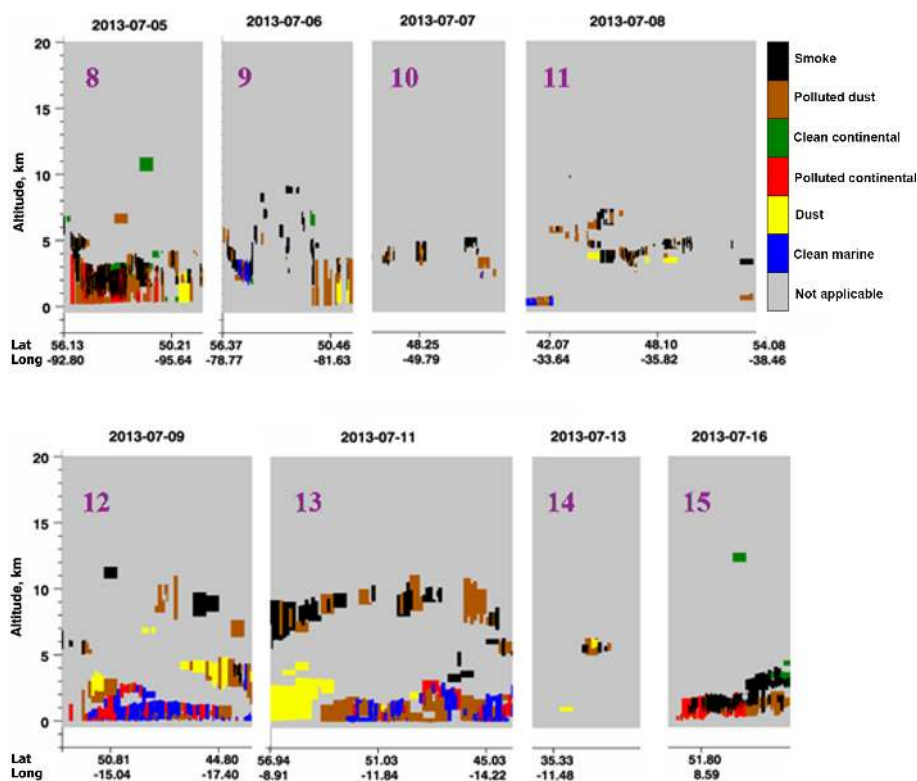 2013-07-05 2013-07-06 2013-07-07 2013-07-08
20
15
10
5
0
Altitude, km
8 9 10 11
Smoke
Polluted dust
Clean continental
Polluted continental
Dust
Clean marine
Not applicable
Lat 56.13 50.21 56.37 50.46 48.25 42.07 48.10 54.08
Long -92.80 -95.64 -78.77 -81.63 -49.79 -33.64 -35.82 -38.46
2013-07-09 2013-07-11 2013-07-13 2013-07-16
20
15
10
5
0
Altitude, km
12 13 14 15
Lat 50.81 44.80 56.94 51.03 45.03 35.33 51.80
Long -15.04 -17.40 -8.91 -11.84 -14.22 -11.48 8.59